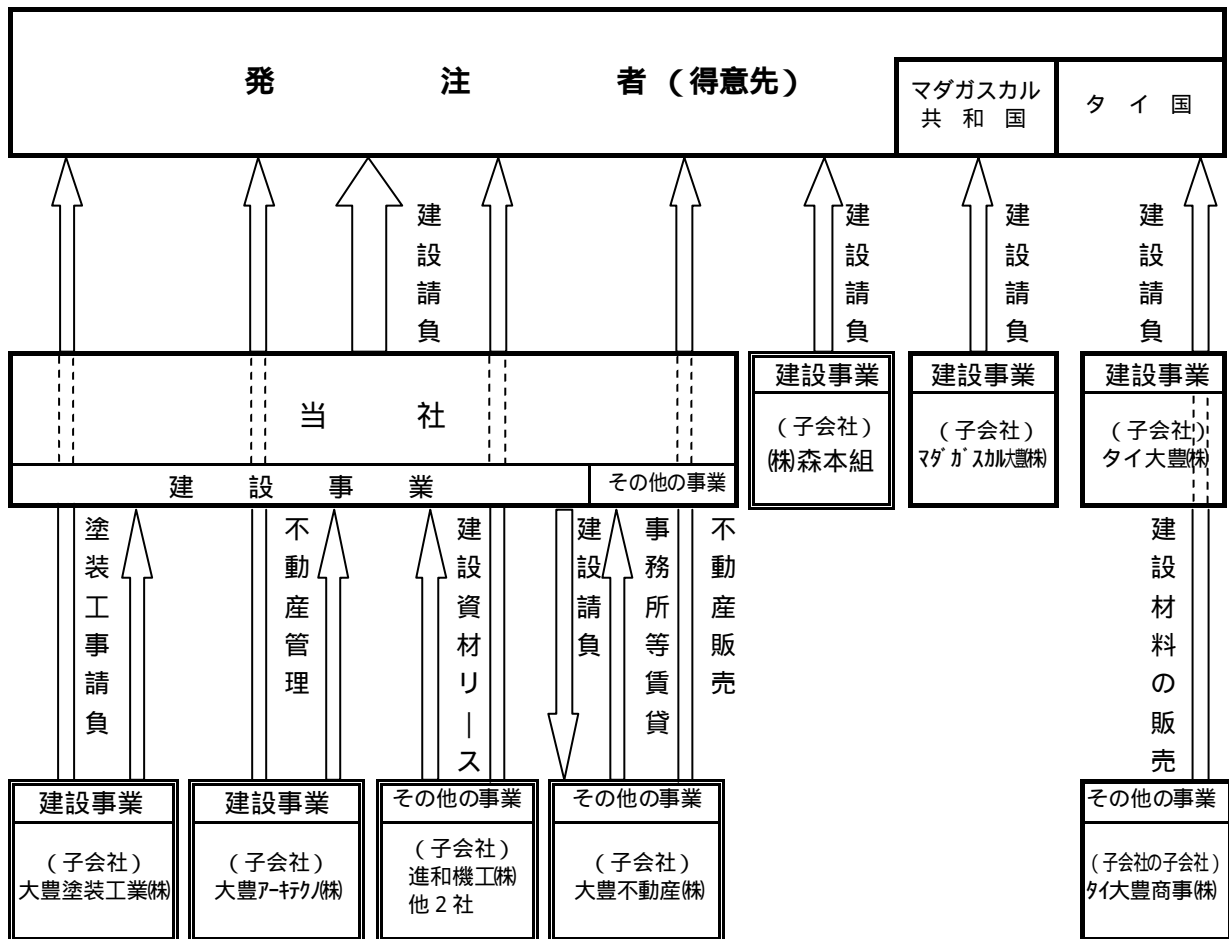 発注者（得意先）
マダガスカル
共和国
タイ国
建設請負
建設請負
建設請負
建設請負
当社
建設事業
その他の事業
建設事業
（子会社）
㈱森本組
建設事業
（子会社）
マダガスカル大豊㈱
建設事業
（子会社）
タイ大豊㈱
塗装工事請負
不動産管理
建設資材リース
建設請負
事務所等賃貸
不動産販売
建設材料の販売
建設事業
（子会社）
大豊塗装工業㈱
建設事業
（子会社）
大豊アーキテクノ㈱
その他の事業
（子会社）
進和機工㈱
他２社
その他の事業
（子会社）
大豊不動産㈱
その他の事業
（子会社の子会社）
タイ大豊商事㈱